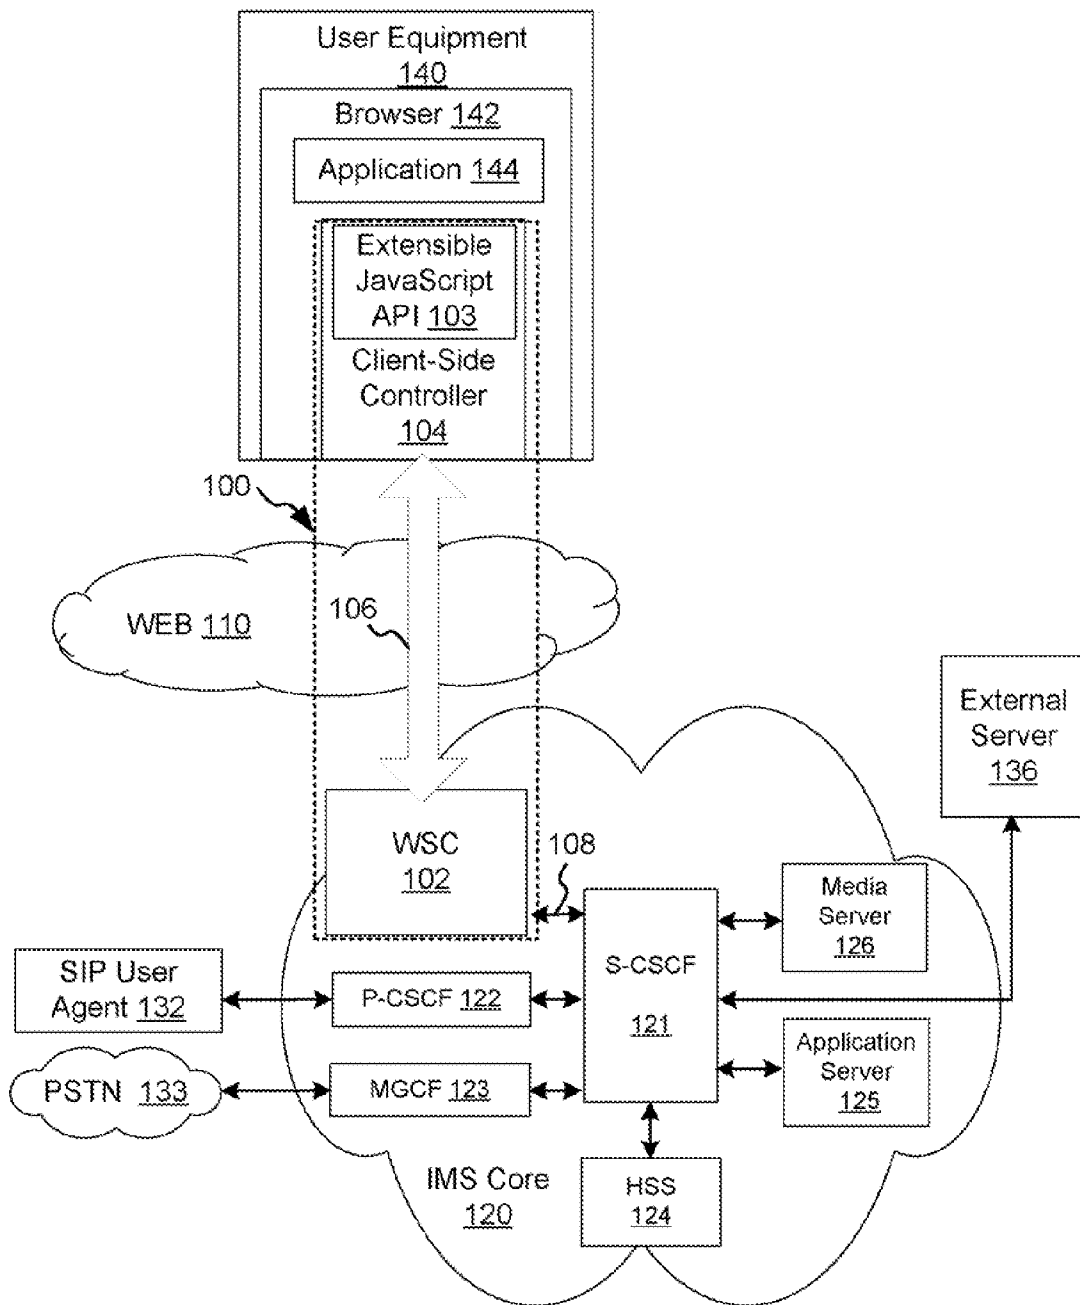 User Equipment
140
Browser 142
Application 144
Extensible
JavaScript
API 103
Client-Side
Controller
104
100
WEB 110
106
External
Server
136
WSC
102
108
Media
Server
126
S-CSCF
121
SIP User
Agent 132
P-CSCF 122
Application
Server
125
PSTN 133
MGCF 123
IMS Core
120
HSS
124